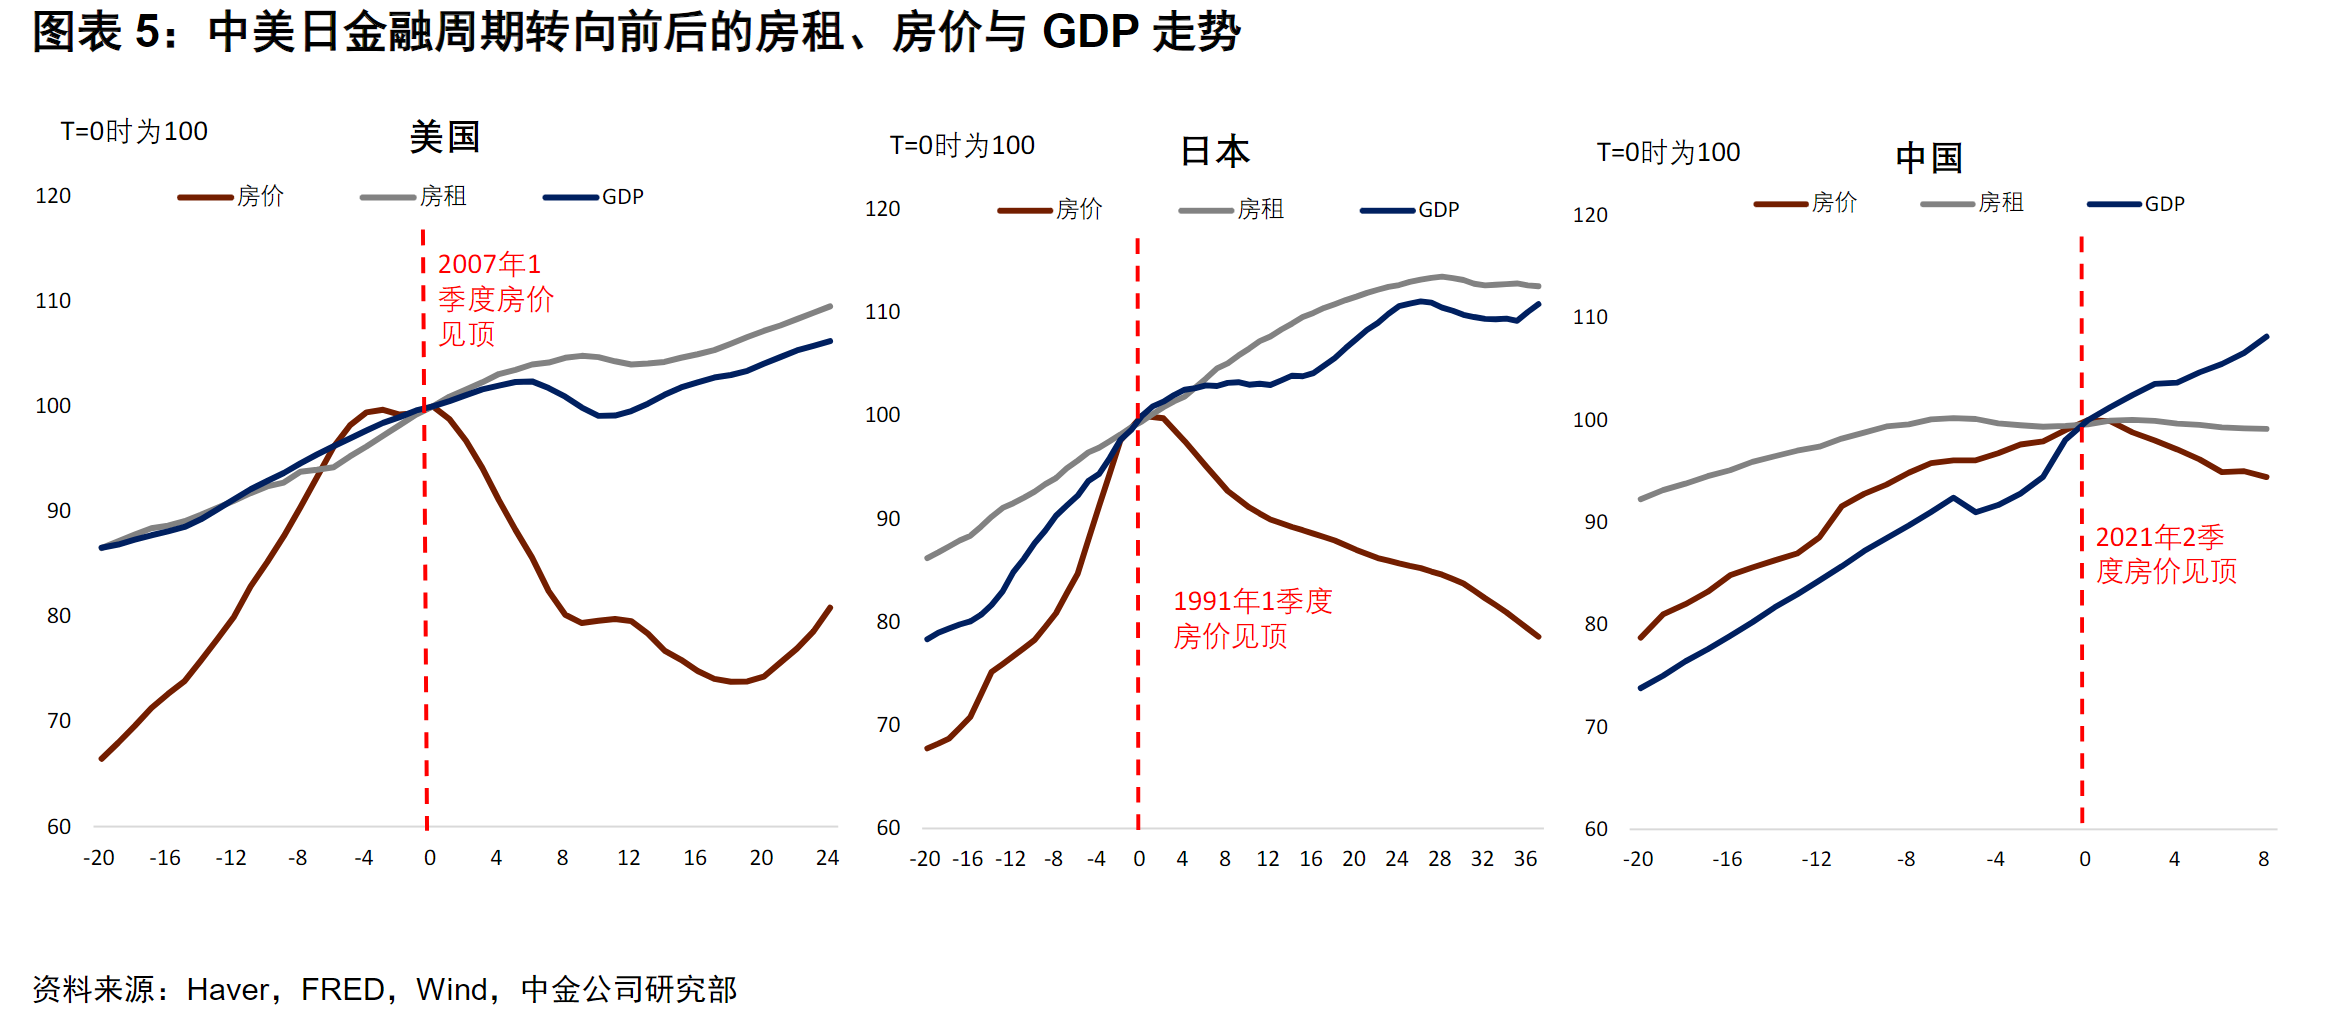 图表 5：中美日金融周期转向前后的房租、房价与 GDP 走势
T=0时为100
美国
房价
房租
GDP
120
110
100
90
80
70
60
2007年1
季度房价
见顶
-20 -16 -12 -8 -4 0 4 8 12 16 20 24
T=0时为100
日本
房价
房租
GDP
120
110
100
90
80
70
60
1991年1季度
房价见顶
-20 -16 -12 -8 -4 0 4 8 12 16 20 24 28 32 36
T=0时为100
中国
房价
房租
GDP
120
110
100
90
80
70
60
2021年2季
度房价见顶
-20 -16 -12 -8 -4 0 4 8
资料来源：Haver，FRED，Wind，中金公司研究部